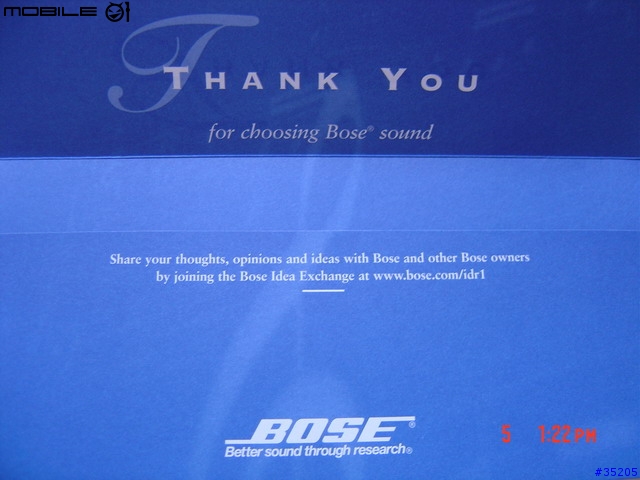 MOBILE01
THANK YOU
for choosing Bose® sound
Share your thoughts, opinions and ideas with Bose and other Bose owners
by joining the Bose Idea Exchange at www.bose.com/idr1
BOSE®
Better sound through research®
5 1:22 PM
#35205